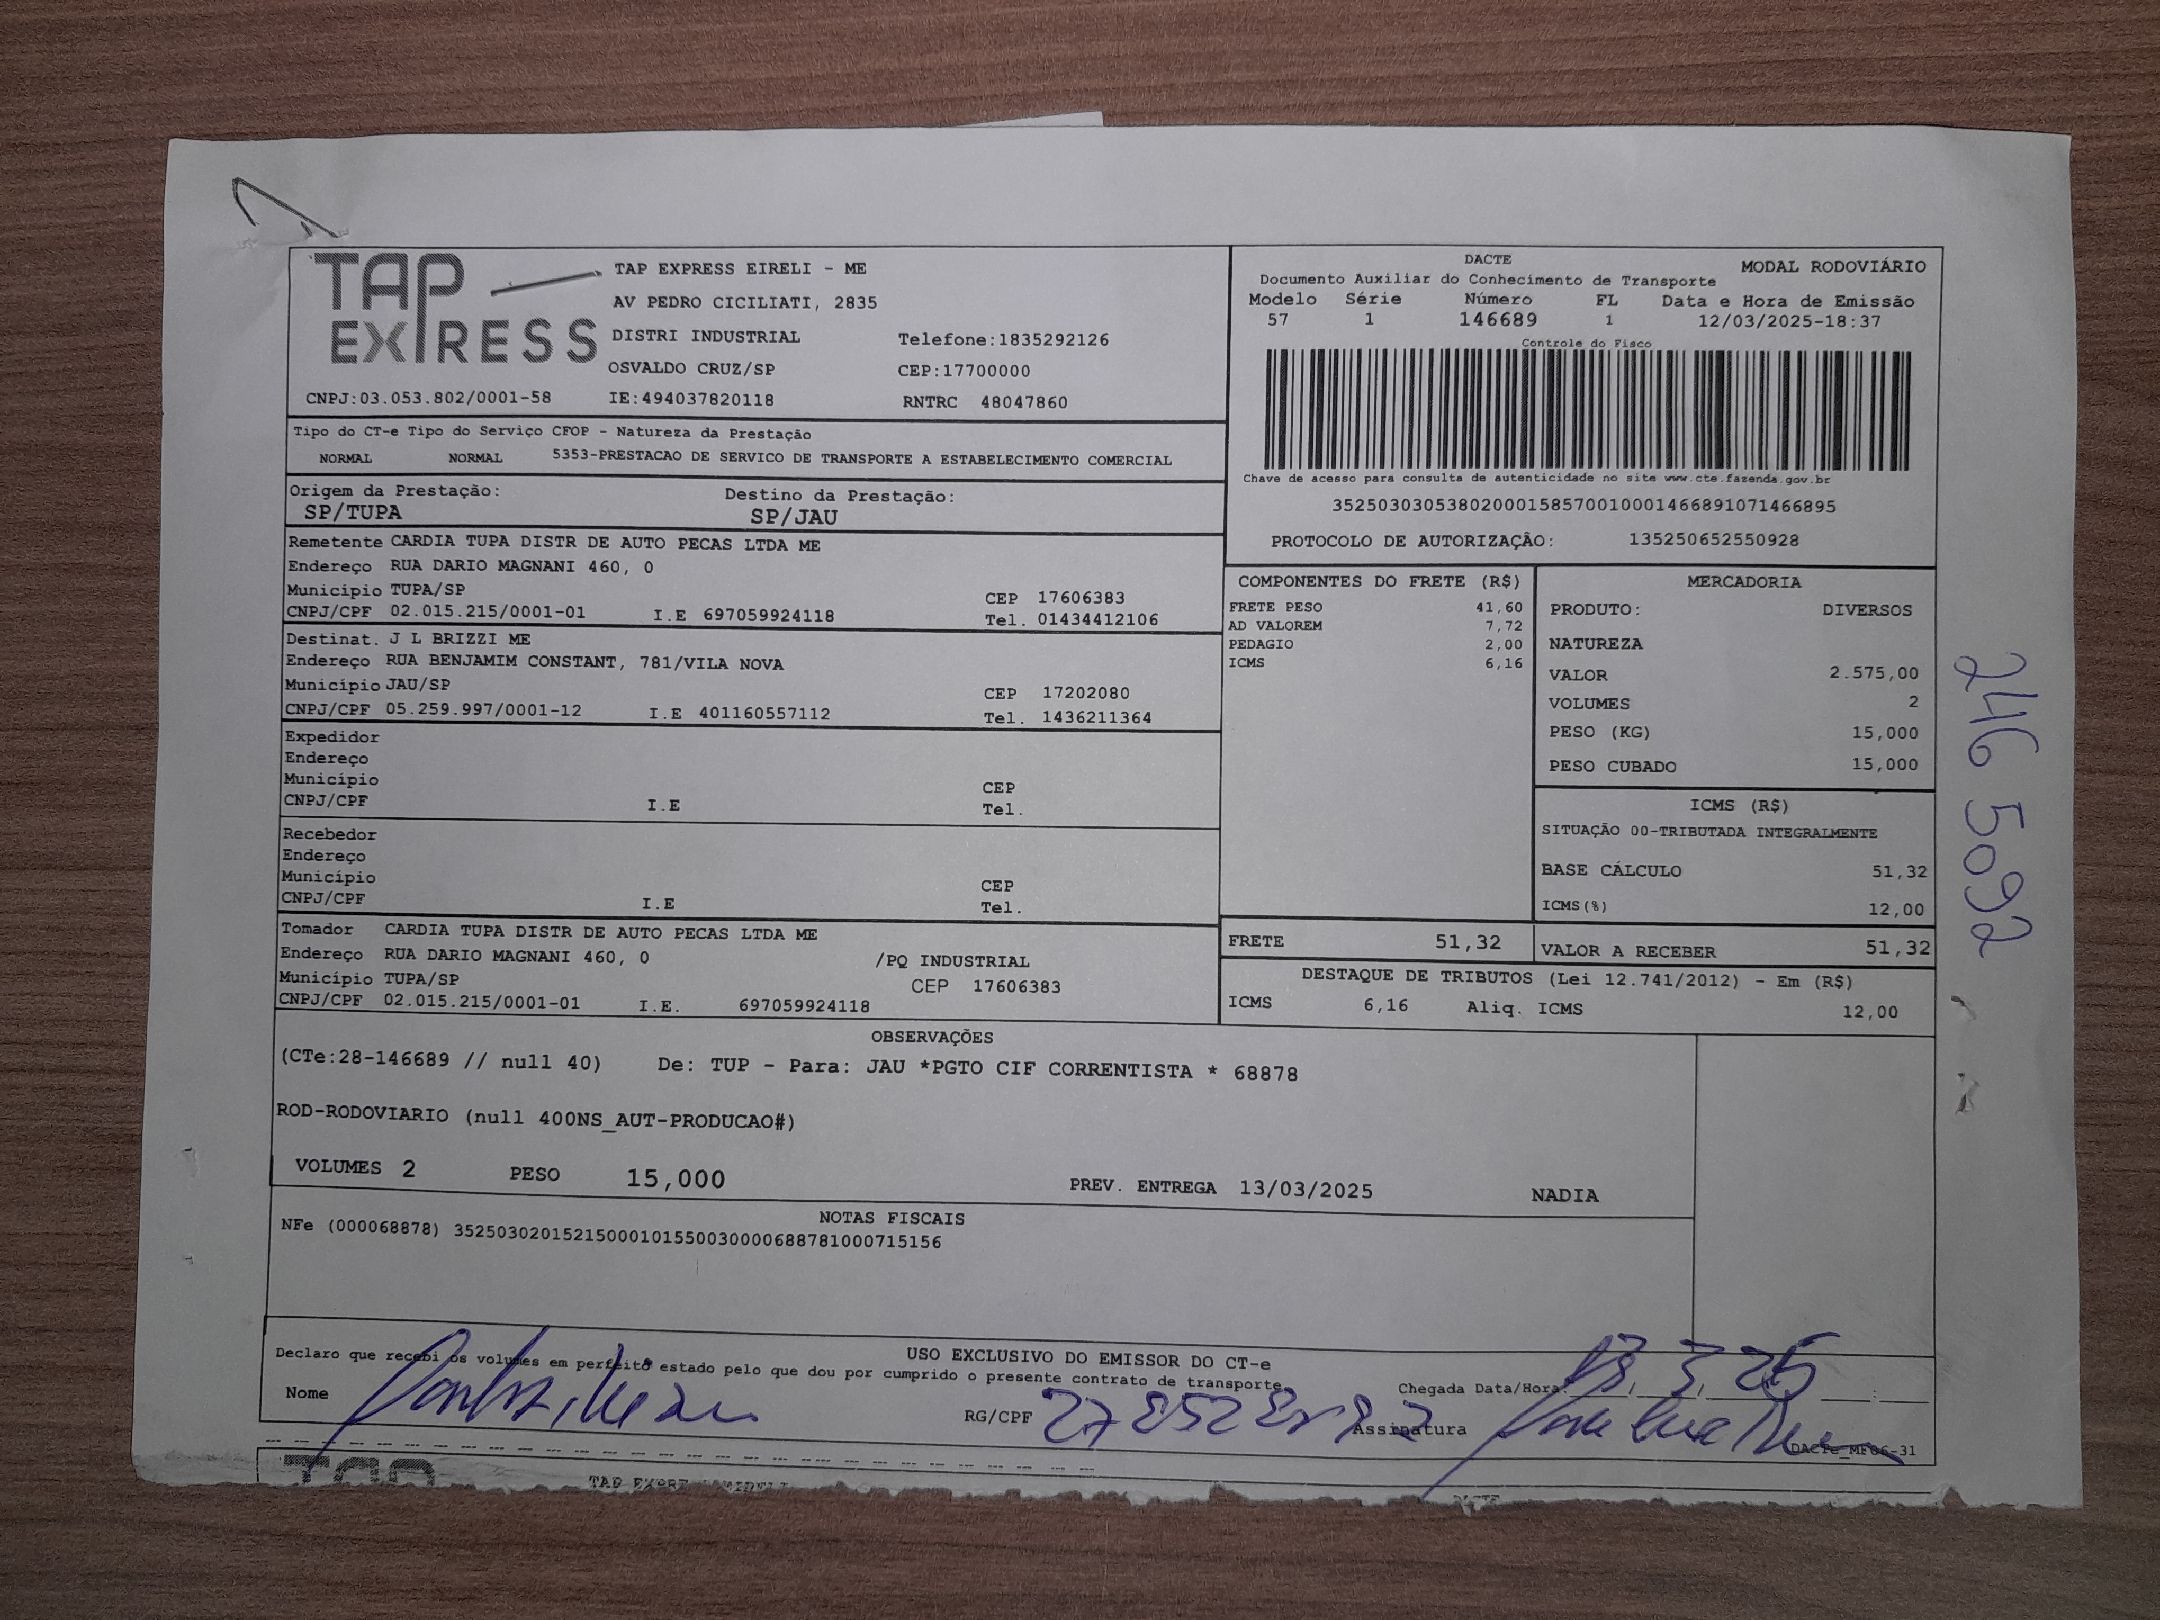 TAP
EXPRESS
TAP EXPRESS EIRELI - ME
AV PEDRO CICILIATI, 2835
DISTRI INDUSTRIAL Telefone:1835292126
OSVALDO CRUZ/SP CEP:17700000
CNPJ:03.053.802/0001-58 IE:494037820118 RNTRC 48047860
DACTE
Documento Auxiliar do Conhecimento de Transporte MODAL RODOVIÁRIO
Modelo Série Número FL Data e Hora de Emissão
57 1 146689 1 12/03/2025-18:37
Controle do Fisco
Chave de acesso para consulta de autenticidade no site www.cte.fazenda.gov.br
35250303053802000158570010001466891071466895
PROTOCOLO DE AUTORIZAÇÃO: 135250652550928
Tipo do CT-e Tipo do Serviço CFOP - Natureza da Prestação
NORMAL NORMAL 5353-PRESTACAO DE SERVICO DE TRANSPORTE A ESTABELECIMENTO COMERCIAL
Origem da Prestação: Destino da Prestação:
SP/TUPA SP/JAU
Remetente CARDIA TUPA DISTR DE AUTO PECAS LTDA ME
Endereço RUA DARIO MAGNANI 460, 0
Município TUPA/SP CEP 17606383
CNPJ/CPF 02.015.215/0001-01 I.E 697059924118 Tel. 01434412106
Destinat. J L BRIZZI ME
Endereço RUA BENJAMIM CONSTANT, 781/VILA NOVA
Município JAU/SP CEP 17202080
CNPJ/CPF 05.259.997/0001-12 I.E 401160557112 Tel. 1436211364
Expedidor
Endereço
Município CEP
CNPJ/CPF I.E Tel.
Recebedor
Endereço
Município CEP
CNPJ/CPF I.E Tel.
Tomador CARDIA TUPA DISTR DE AUTO PECAS LTDA ME
Endereço RUA DARIO MAGNANI 460, 0 /PQ INDUSTRIAL
Município TUPA/SP CEP 17606383
CNPJ/CPF 02.015.215/0001-01 I.E. 697059924118
COMPONENTES DO FRETE (R$)
FRETE PESO 41,60
AD VALOREM 7,72
PEDAGIO 2,00
ICMS 6,16
MERCADORIA
PRODUTO: DIVERSOS
NATUREZA
VALOR 2.575,00
VOLUMES 2
PESO (KG) 15,000
PESO CUBADO 15,000
ICMS (R$)
SITUAÇÃO 00-TRIBUTADA INTEGRALMENTE
BASE CÁLCULO 51,32
ICMS(%) 12,00
FRETE 51,32 VALOR A RECEBER 51,32
DESTAQUE DE TRIBUTOS (Lei 12.741/2012) - Em (R$)
ICMS 6,16 Aliq. ICMS 12,00
246 5092
OBSERVAÇÕES
(CTe:28-146689 // null 40) De: TUP - Para: JAU *PGTO CIF CORRENTISTA * 68878
ROD-RODOVIARIO (null 400NS_AUT-PRODUCAO#)
VOLUMES 2 PESO 15,000 PREV. ENTREGA 13/03/2025 NADIA
NOTAS FISCAIS
NFe (000068878) 35250302015215000101550030000688781000715156
USO EXCLUSIVO DO EMISSOR DO CT-e
Declaro que recebi os volumes em perfeito estado pelo que dou por cumprido o presente contrato de transporte
Chegada Data/Hora: 13/3/25
Nome RG/CPF Assinatura
DACTe_MF06-31
TAP
DACTE